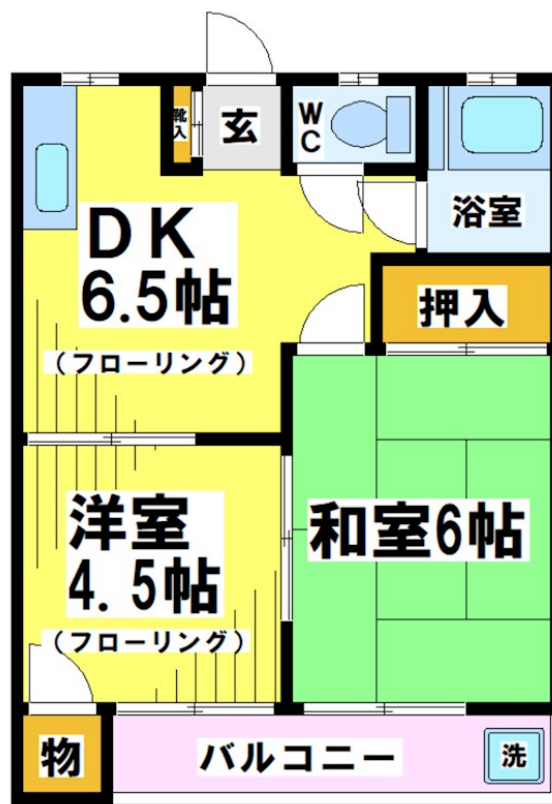 靴入
玄
WC
浴室
DK
6.5帖
(フローリング)
押入
洋室
4.5帖
(フローリング)
和室6帖
物
バルコニー
洗